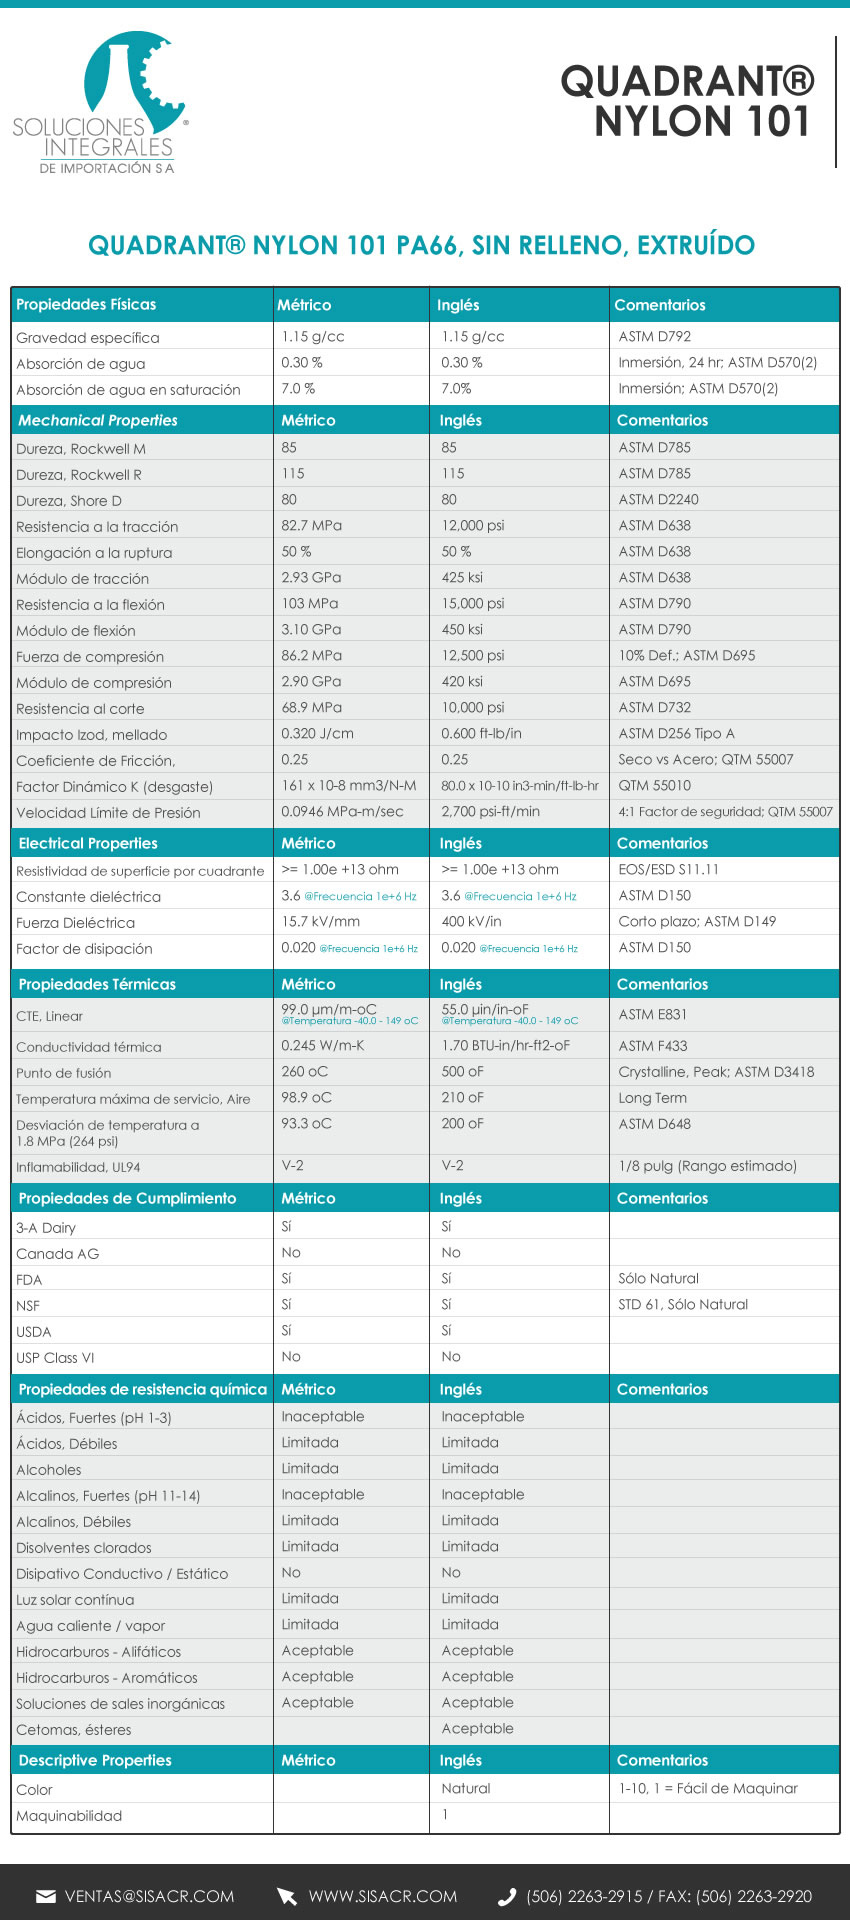 SOLUCIONES
INTEGRALES
DE IMPORTACIÓN S A
®
QUADRANT®
NYLON 101
QUADRANT® NYLON 101 PA66, SIN RELLENO, EXTRUÍDO
Propiedades Físicas Métrico Inglés Comentarios
Gravedad específica 1.15 g/cc 1.15 g/cc ASTM D792
Absorción de agua 0.30 % 0.30 % Inmersión, 24 hr; ASTM D570(2)
Absorción de agua en saturación 7.0 % 7.0% Inmersión; ASTM D570(2)
Mechanical Properties Métrico Inglés Comentarios
Dureza, Rockwell M 85 85 ASTM D785
Dureza, Rockwell R 115 115 ASTM D785
Dureza, Shore D 80 80 ASTM D2240
Resistencia a la tracción 82.7 MPa 12,000 psi ASTM D638
Elongación a la ruptura 50 % 50 % ASTM D638
Módulo de tracción 2.93 GPa 425 ksi ASTM D638
Resistencia a la flexión 103 MPa 15,000 psi ASTM D790
Módulo de flexión 3.10 GPa 450 ksi ASTM D790
Fuerza de compresión 86.2 MPa 12,500 psi 10% Def.; ASTM D695
Módulo de compresión 2.90 GPa 420 ksi ASTM D695
Resistencia al corte 68.9 MPa 10,000 psi ASTM D732
Impacto Izod, mellado 0.320 J/cm 0.600 ft-lb/in ASTM D256 Tipo A
Coeficiente de Fricción, 0.25 0.25 Seco vs Acero; QTM 55007
Factor Dinámico K (desgaste) 161 x 10-8 mm3/N-M 80.0 x 10-10 in3-min/ft-lb-hr QTM 55010
Velocidad Límite de Presión 0.0946 MPa-m/sec 2,700 psi-ft/min 4:1 Factor de seguridad; QTM 55007
Electrical Properties Métrico Inglés Comentarios
Resistividad de superficie por cuadrante >= 1.00e +13 ohm >= 1.00e +13 ohm EOS/ESD S11.11
Constante dieléctrica 3.6 @Frecuencia 1e+6 Hz 3.6 @Frecuencia 1e+6 Hz ASTM D150
Fuerza Dieléctrica 15.7 kV/mm 400 kV/in Corto plazo; ASTM D149
Factor de disipación 0.020 @Frecuencia 1e+6 Hz 0.020 @Frecuencia 1e+6 Hz ASTM D150
Propiedades Térmicas Métrico Inglés Comentarios
CTE, Linear 99.0 µm/m-oC 55.0 µin/in-oF ASTM E831
@Temperatura -40.0 - 149 oC @Temperatura -40.0 - 149 oC
Conductividad térmica 0.245 W/m-K 1.70 BTU-in/hr-ft2-oF ASTM F433
Punto de fusión 260 oC 500 oF Crystalline, Peak; ASTM D3418
Temperatura máxima de servicio, Aire 98.9 oC 210 oF Long Term
Desviación de temperatura a 93.3 oC 200 oF ASTM D648
1.8 MPa (264 psi)
Inflamabilidad, UL94 V-2 V-2 1/8 pulg (Rango estimado)
Propiedades de Cumplimiento Métrico Inglés Comentarios
3-A Dairy Sí Sí
Canada AG No No
FDA Sí Sí Sólo Natural
NSF Sí Sí STD 61, Sólo Natural
USDA Sí Sí
USP Class VI No No
Propiedades de resistencia química Métrico Inglés Comentarios
Ácidos, Fuertes (pH 1-3) Inaceptable Inaceptable
Ácidos, Débiles Limitada Limitada
Alcoholes Limitada Limitada
Alcalinos, Fuertes (pH 11-14) Inaceptable Inaceptable
Alcalinos, Débiles Limitada Limitada
Disolventes clorados Limitada Limitada
Disipativo Conductivo / Estático No No
Luz solar contínua Limitada Limitada
Agua caliente / vapor Limitada Limitada
Hidrocarburos - Alifáticos Aceptable Aceptable
Hidrocarburos - Aromáticos Aceptable Aceptable
Soluciones de sales inorgánicas Aceptable Aceptable
Cetomas, ésteres Aceptable
Descriptive Properties Métrico Inglés Comentarios
Color Natural 1-10, 1 = Fácil de Maquinar
Maquinabilidad 1
VENTAS@SISACR.COM WWW.SISACR.COM (506) 2263-2915 / FAX: (506) 2263-2920